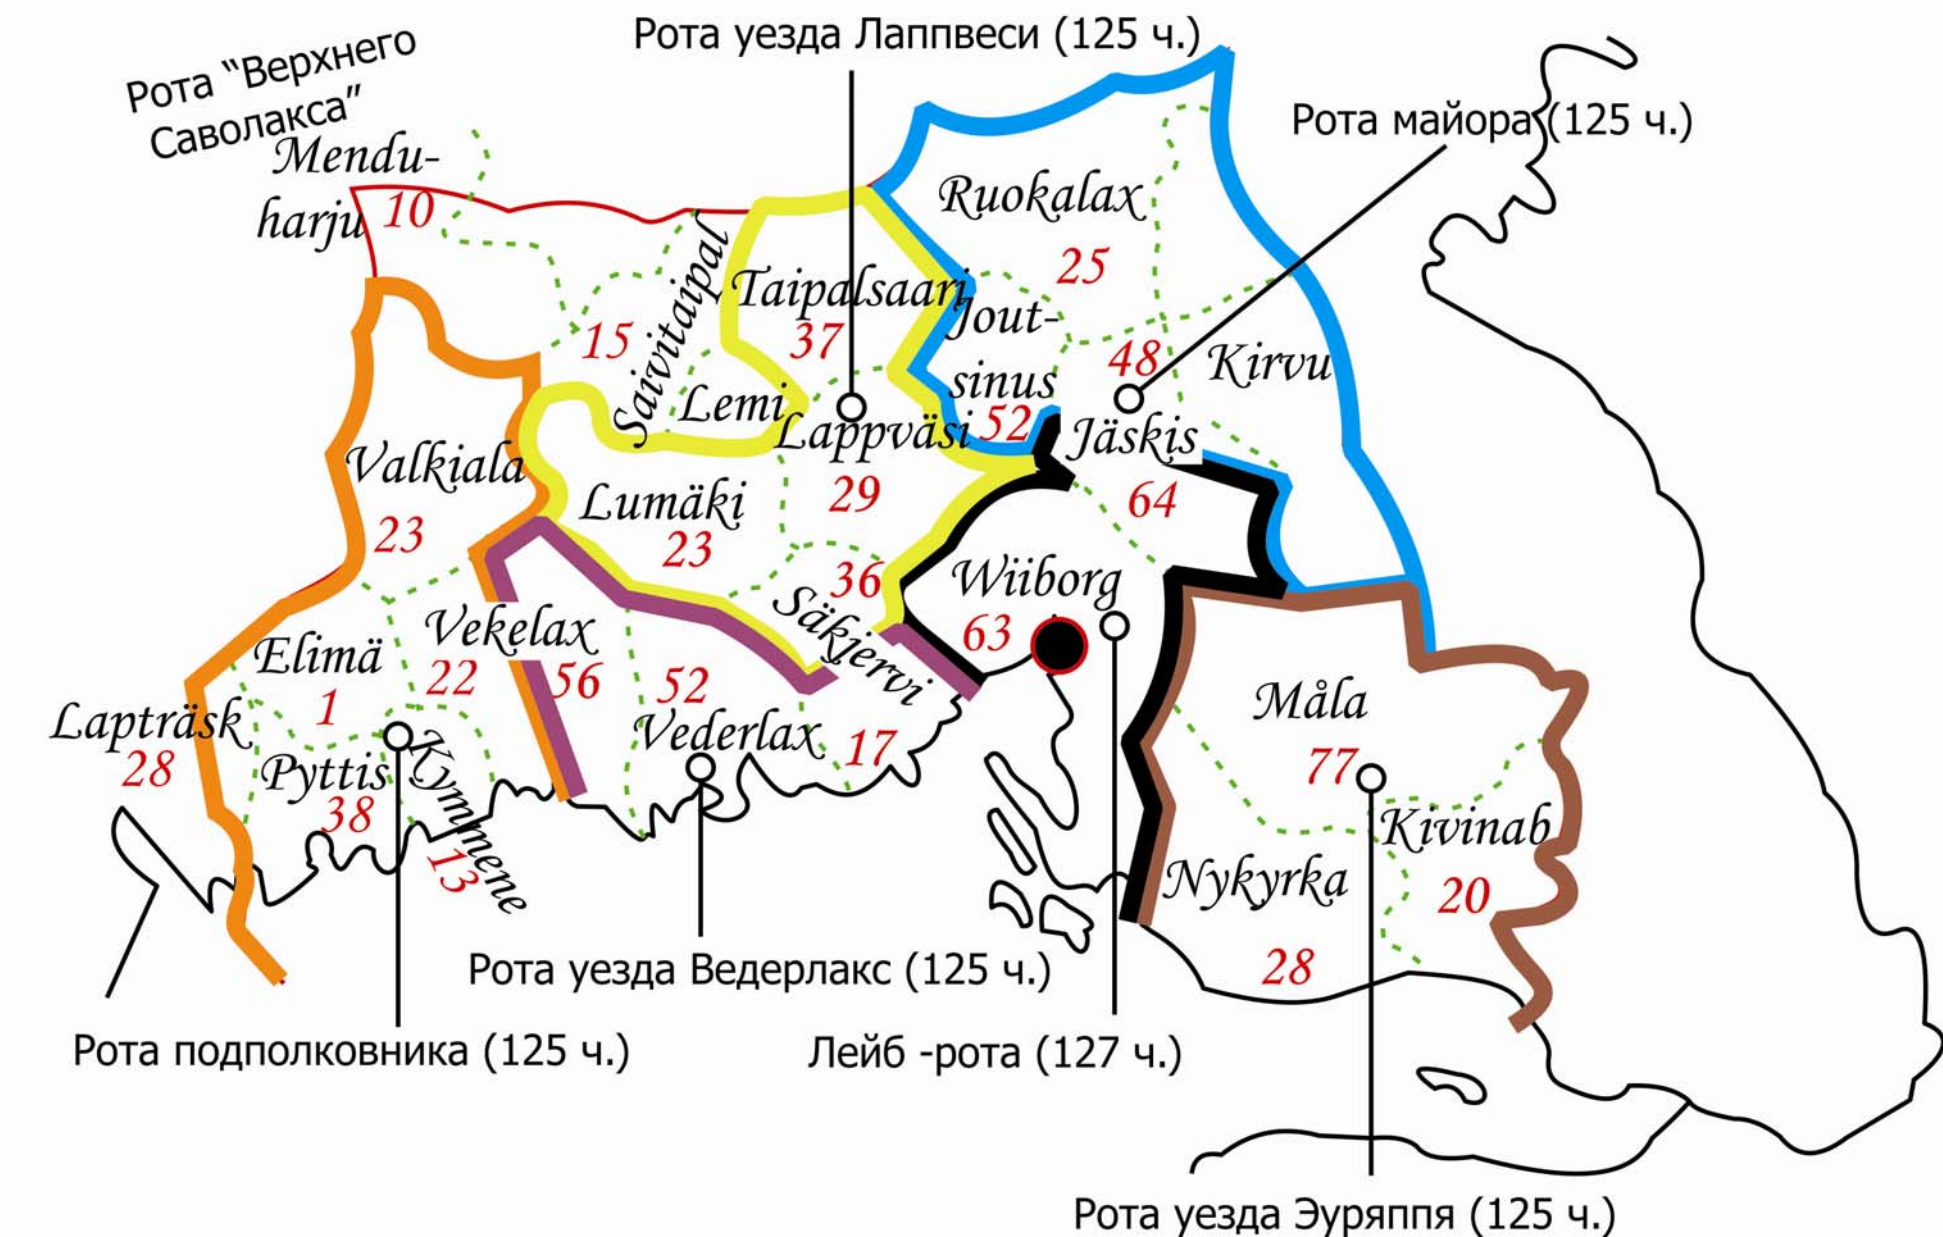 Рота уезда Лаппвеси (125 ч.)
Рота “Верхнего
Саволакса”
Рота майора (125 ч.)
Mendu-
harju
10
Ruokalax
25
Saivitaipal
15
Taipalsaari
37
Jout-
sinus
52
48
Kirvu
Lemi
Lappväsi
29
Jäskis
64
Valkiala
23
Lumäki
23
36
Säkjervi
17
Wiiborg
63
Elimä
1
Vekelax
22
56
52
Vederlax
Lapträsk
28
Pyttis
38
Kymmene
13
Måla
77
Kivinab
20
Nykyrka
28
Рота уезда Ведерлакс (125 ч.)
Рота подполковника (125 ч.)
Лейб -рота (127 ч.)
Рота уезда Эуряппя (125 ч.)